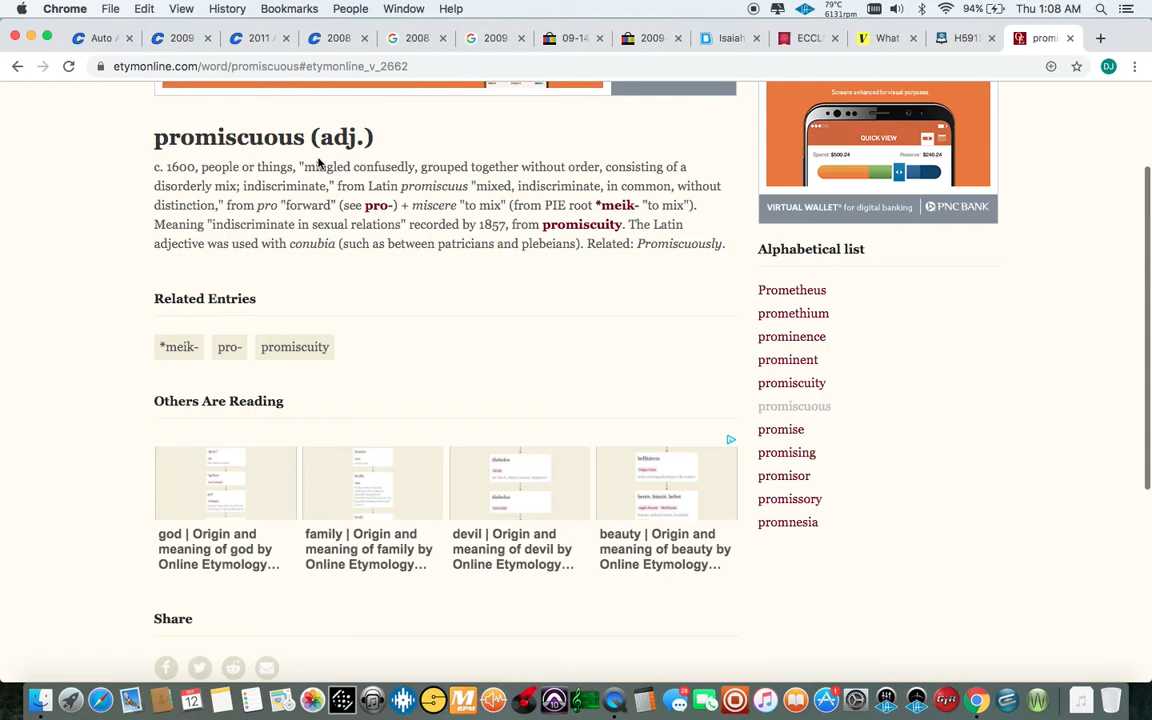 Chrome File Edit View History Bookmarks People Window Help 79°C 6131rpm 94% Thu 1:08 AM
Auto A 2009 2011 2008 2008 2009 09-14 2009 Isaiah ECCL What H591 promi
etymonline.com/word/promiscuous#etymonline_v_2662 DJ
promiscuous (adj.)
c. 1600, people or things, "mingled confusedly, grouped together without order, consisting of a
disorderly mix; indiscriminate," from Latin promiscuus "mixed, indiscriminate, in common, without
distinction," from pro "forward" (see pro-) + miscere "to mix" (from PIE root *meik- "to mix").
Meaning "indiscriminate in sexual relations" recorded by 1857, from promiscuity. The Latin
adjective was used with conubia (such as between patricians and plebeians). Related: Promiscuously.
Related Entries
*meik- pro- promiscuity
Others Are Reading
god | Origin and
meaning of god by
Online Etymology...
family | Origin and
meaning of family by
Online Etymology...
devil | Origin and
meaning of devil by
Online Etymology...
beauty | Origin and
meaning of beauty by
Online Etymology...
Share
Screens enhanced for visual purposes.
QUICK VIEW
Spend: $500.24 Reserve: $240.24
VIRTUAL WALLET® for digital banking PNC BANK
Alphabetical list
Prometheus
promethium
prominence
prominent
promiscuity
promiscuous
promise
promising
promisor
promissory
promnesia